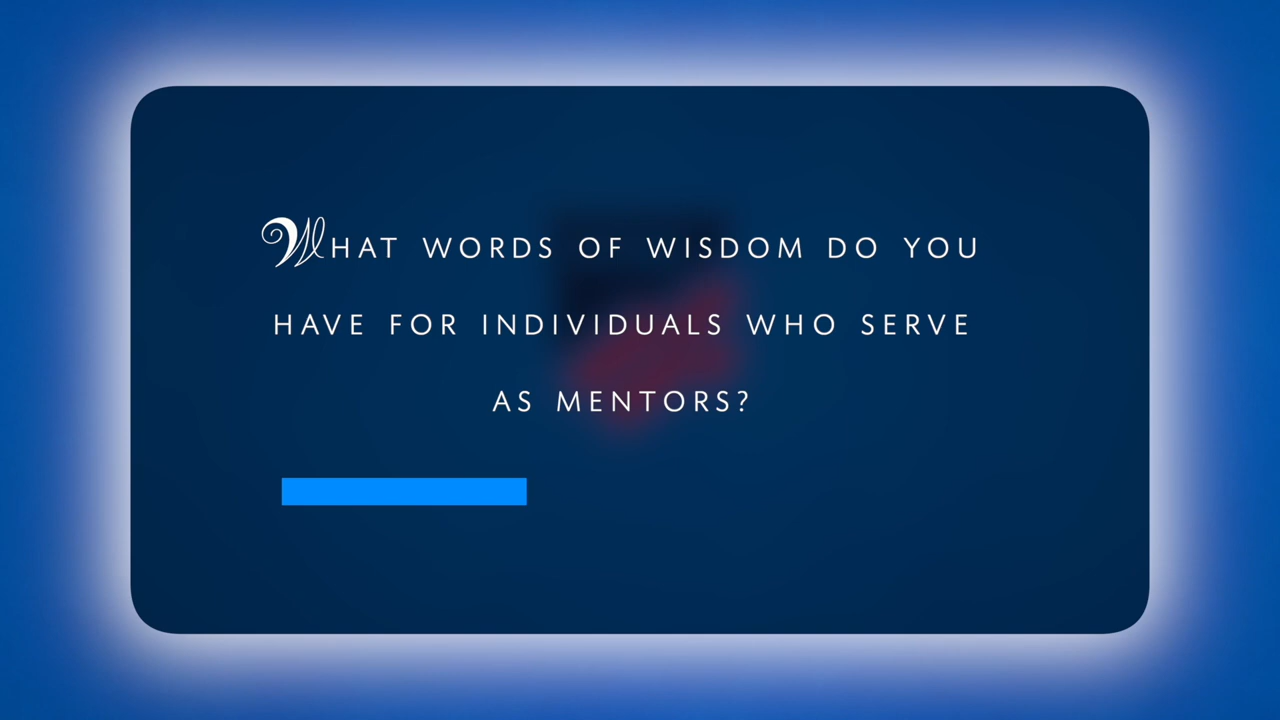 What words of wisdom do you
have for individuals who serve
as mentors?